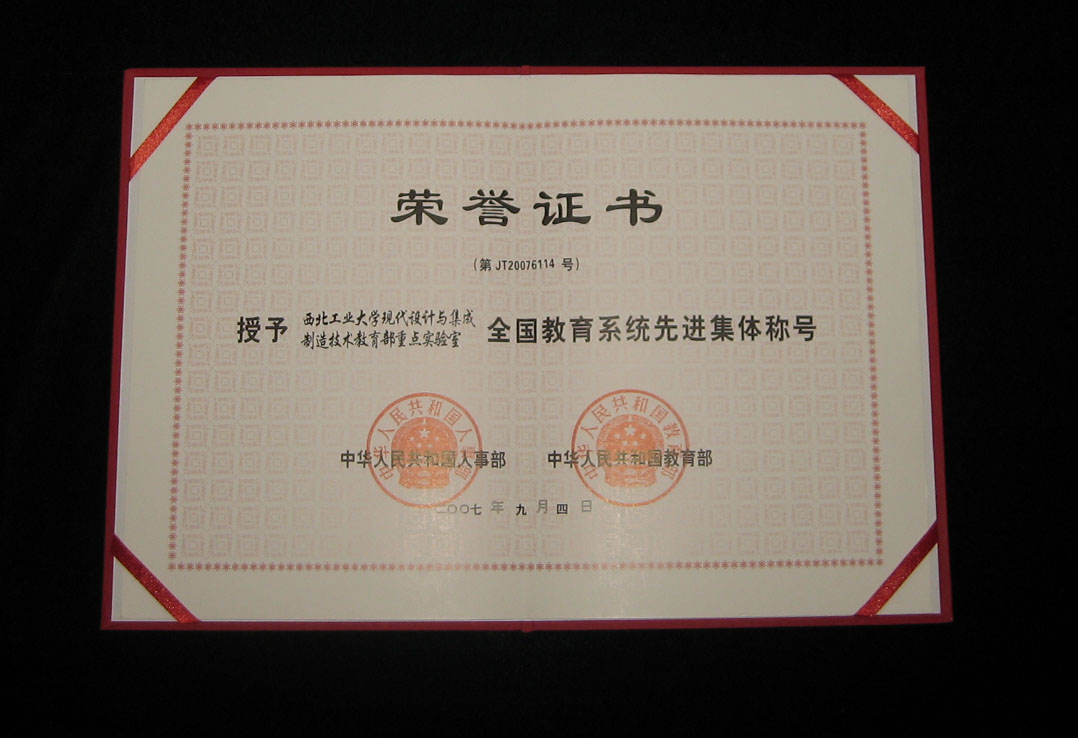 荣誉证书
(第 JT20076114 号)
授予 西北工业大学现代设计与集成
制造技术教育部重点实验室 全国教育系统先进集体称号
中华人民共和国人事部 中华人民共和国教育部
二〇〇七年九月四日